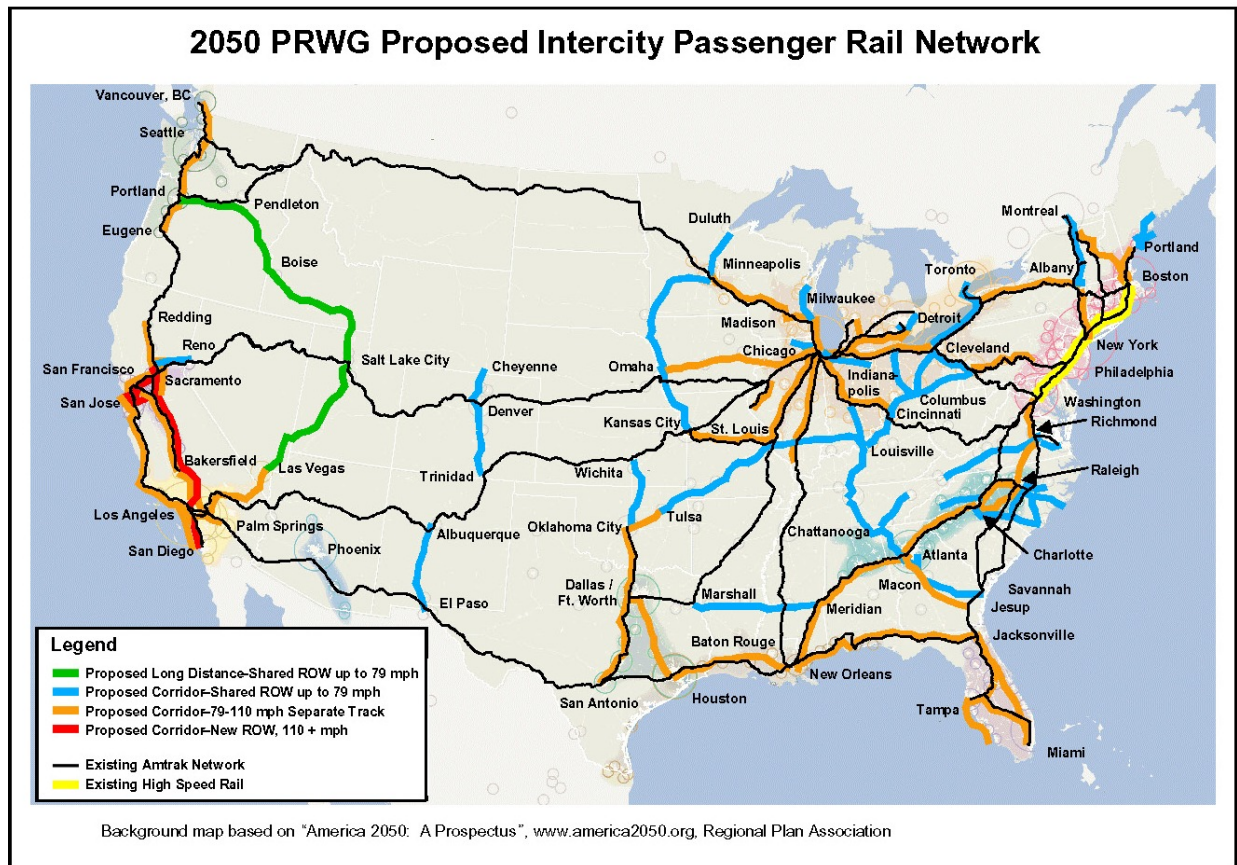 2050 PRWG Proposed Intercity Passenger Rail Network
Vancouver, BC
Seattle
Portland
Pendleton
Eugene
Boise
Redding
Reno
San Francisco
Sacramento
San Jose
Salt Lake City
Bakersfield
Las Vegas
Los Angeles
Palm Springs
San Diego
Phoenix
Cheyenne
Denver
Trinidad
Albuquerque
El Paso
Duluth
Minneapolis
Milwaukee
Madison
Chicago
Omaha
Kansas City
St. Louis
Wichita
Oklahoma City
Tulsa
Dallas /
Ft. Worth
Marshall
Baton Rouge
San Antonio
Houston
New Orleans
Meridian
Montreal
Portland
Toronto
Albany
Boston
Detroit
Cleveland
New York
Indiana-
polis
Columbus
Philadelphia
Cincinnati
Washington
Richmond
Louisville
Raleigh
Chattanooga
Atlanta
Charlotte
Macon
Savannah
Jesup
Jacksonville
Tampa
Miami
Legend
Proposed Long Distance-Shared ROW up to 79 mph
Proposed Corridor-Shared ROW up to 79 mph
Proposed Corridor-79-110 mph Separate Track
Proposed Corridor-New ROW, 110 + mph
Existing Amtrak Network
Existing High Speed Rail
Background map based on "America 2050: A Prospectus", www.america2050.org, Regional Plan Association